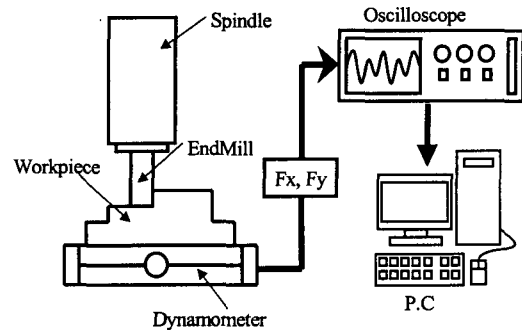 Spindle
Oscilloscope
EndMill
Workpiece
Fx, Fy
Dynamometer
P.C